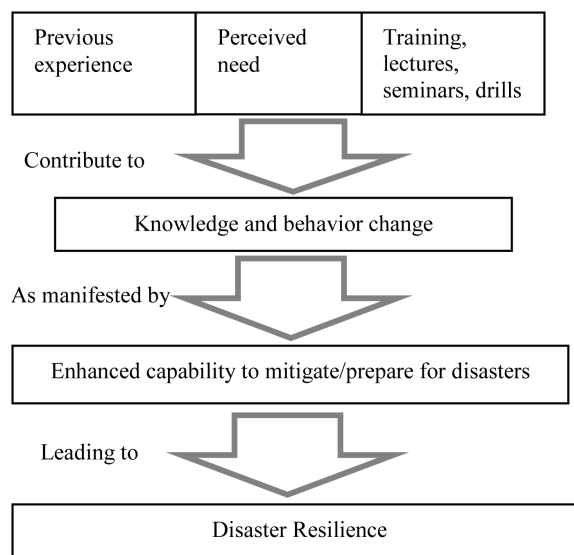 Previous
experience
Perceived
need
Training,
lectures,
seminars, drills
Contribute to
Knowledge and behavior change
As manifested by
Enhanced capability to mitigate/prepare for disasters
Leading to
Disaster Resilience